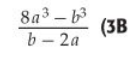 8a³ – b³
b – 2a
(3B